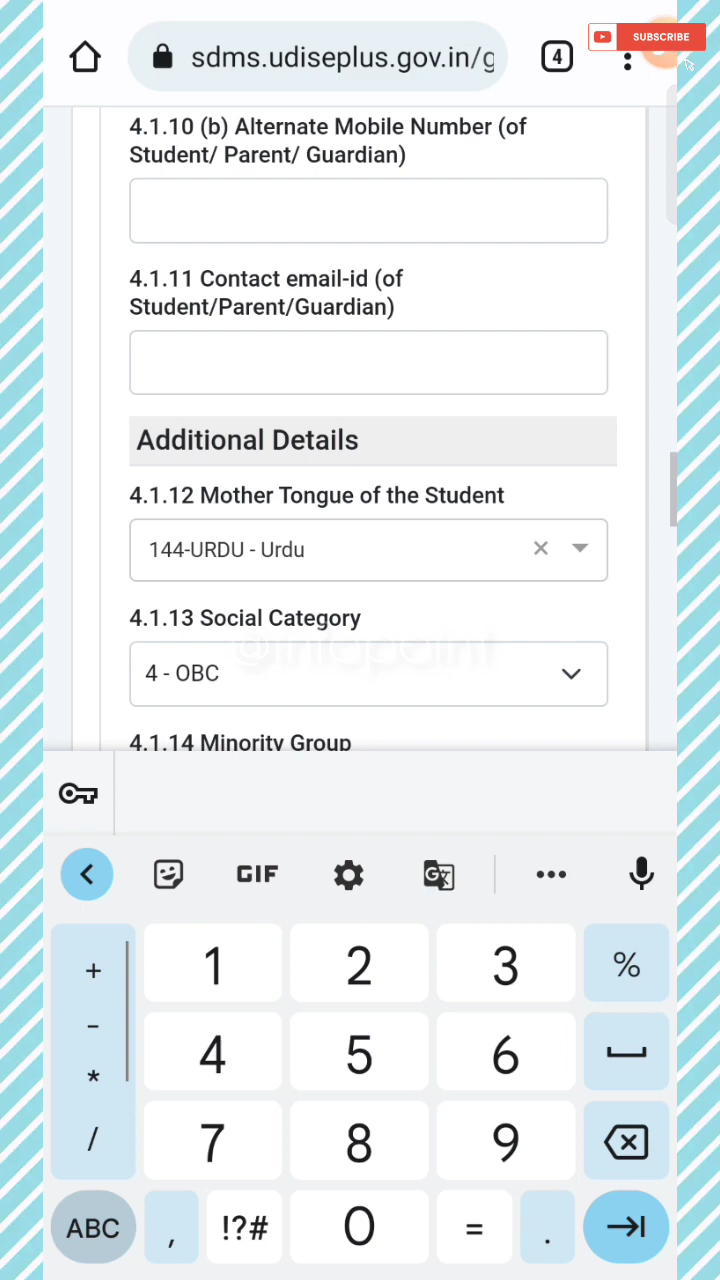 SUBSCRIBE
sdms.udiseplus.gov.in/g
4
4.1.10 (b) Alternate Mobile Number (of
Student/ Parent/ Guardian)
4.1.11 Contact email-id (of
Student/Parent/Guardian)
Additional Details
4.1.12 Mother Tongue of the Student
144-URDU - Urdu
4.1.13 Social Category
@infopoint
4 - OBC
4.1.14 Minority Group
GIF
+ 1 2 3 %
-
* 4 5 6
/ 7 8 9
ABC , !?# 0 = .